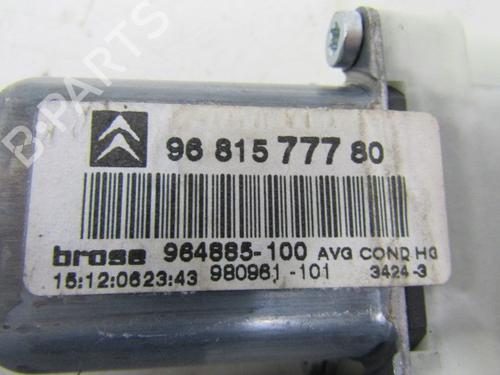 B-PARTS
96 815 777 80
brose 964885-100 AVG COND HG
15:12:0623:43 980961-101 3424-3